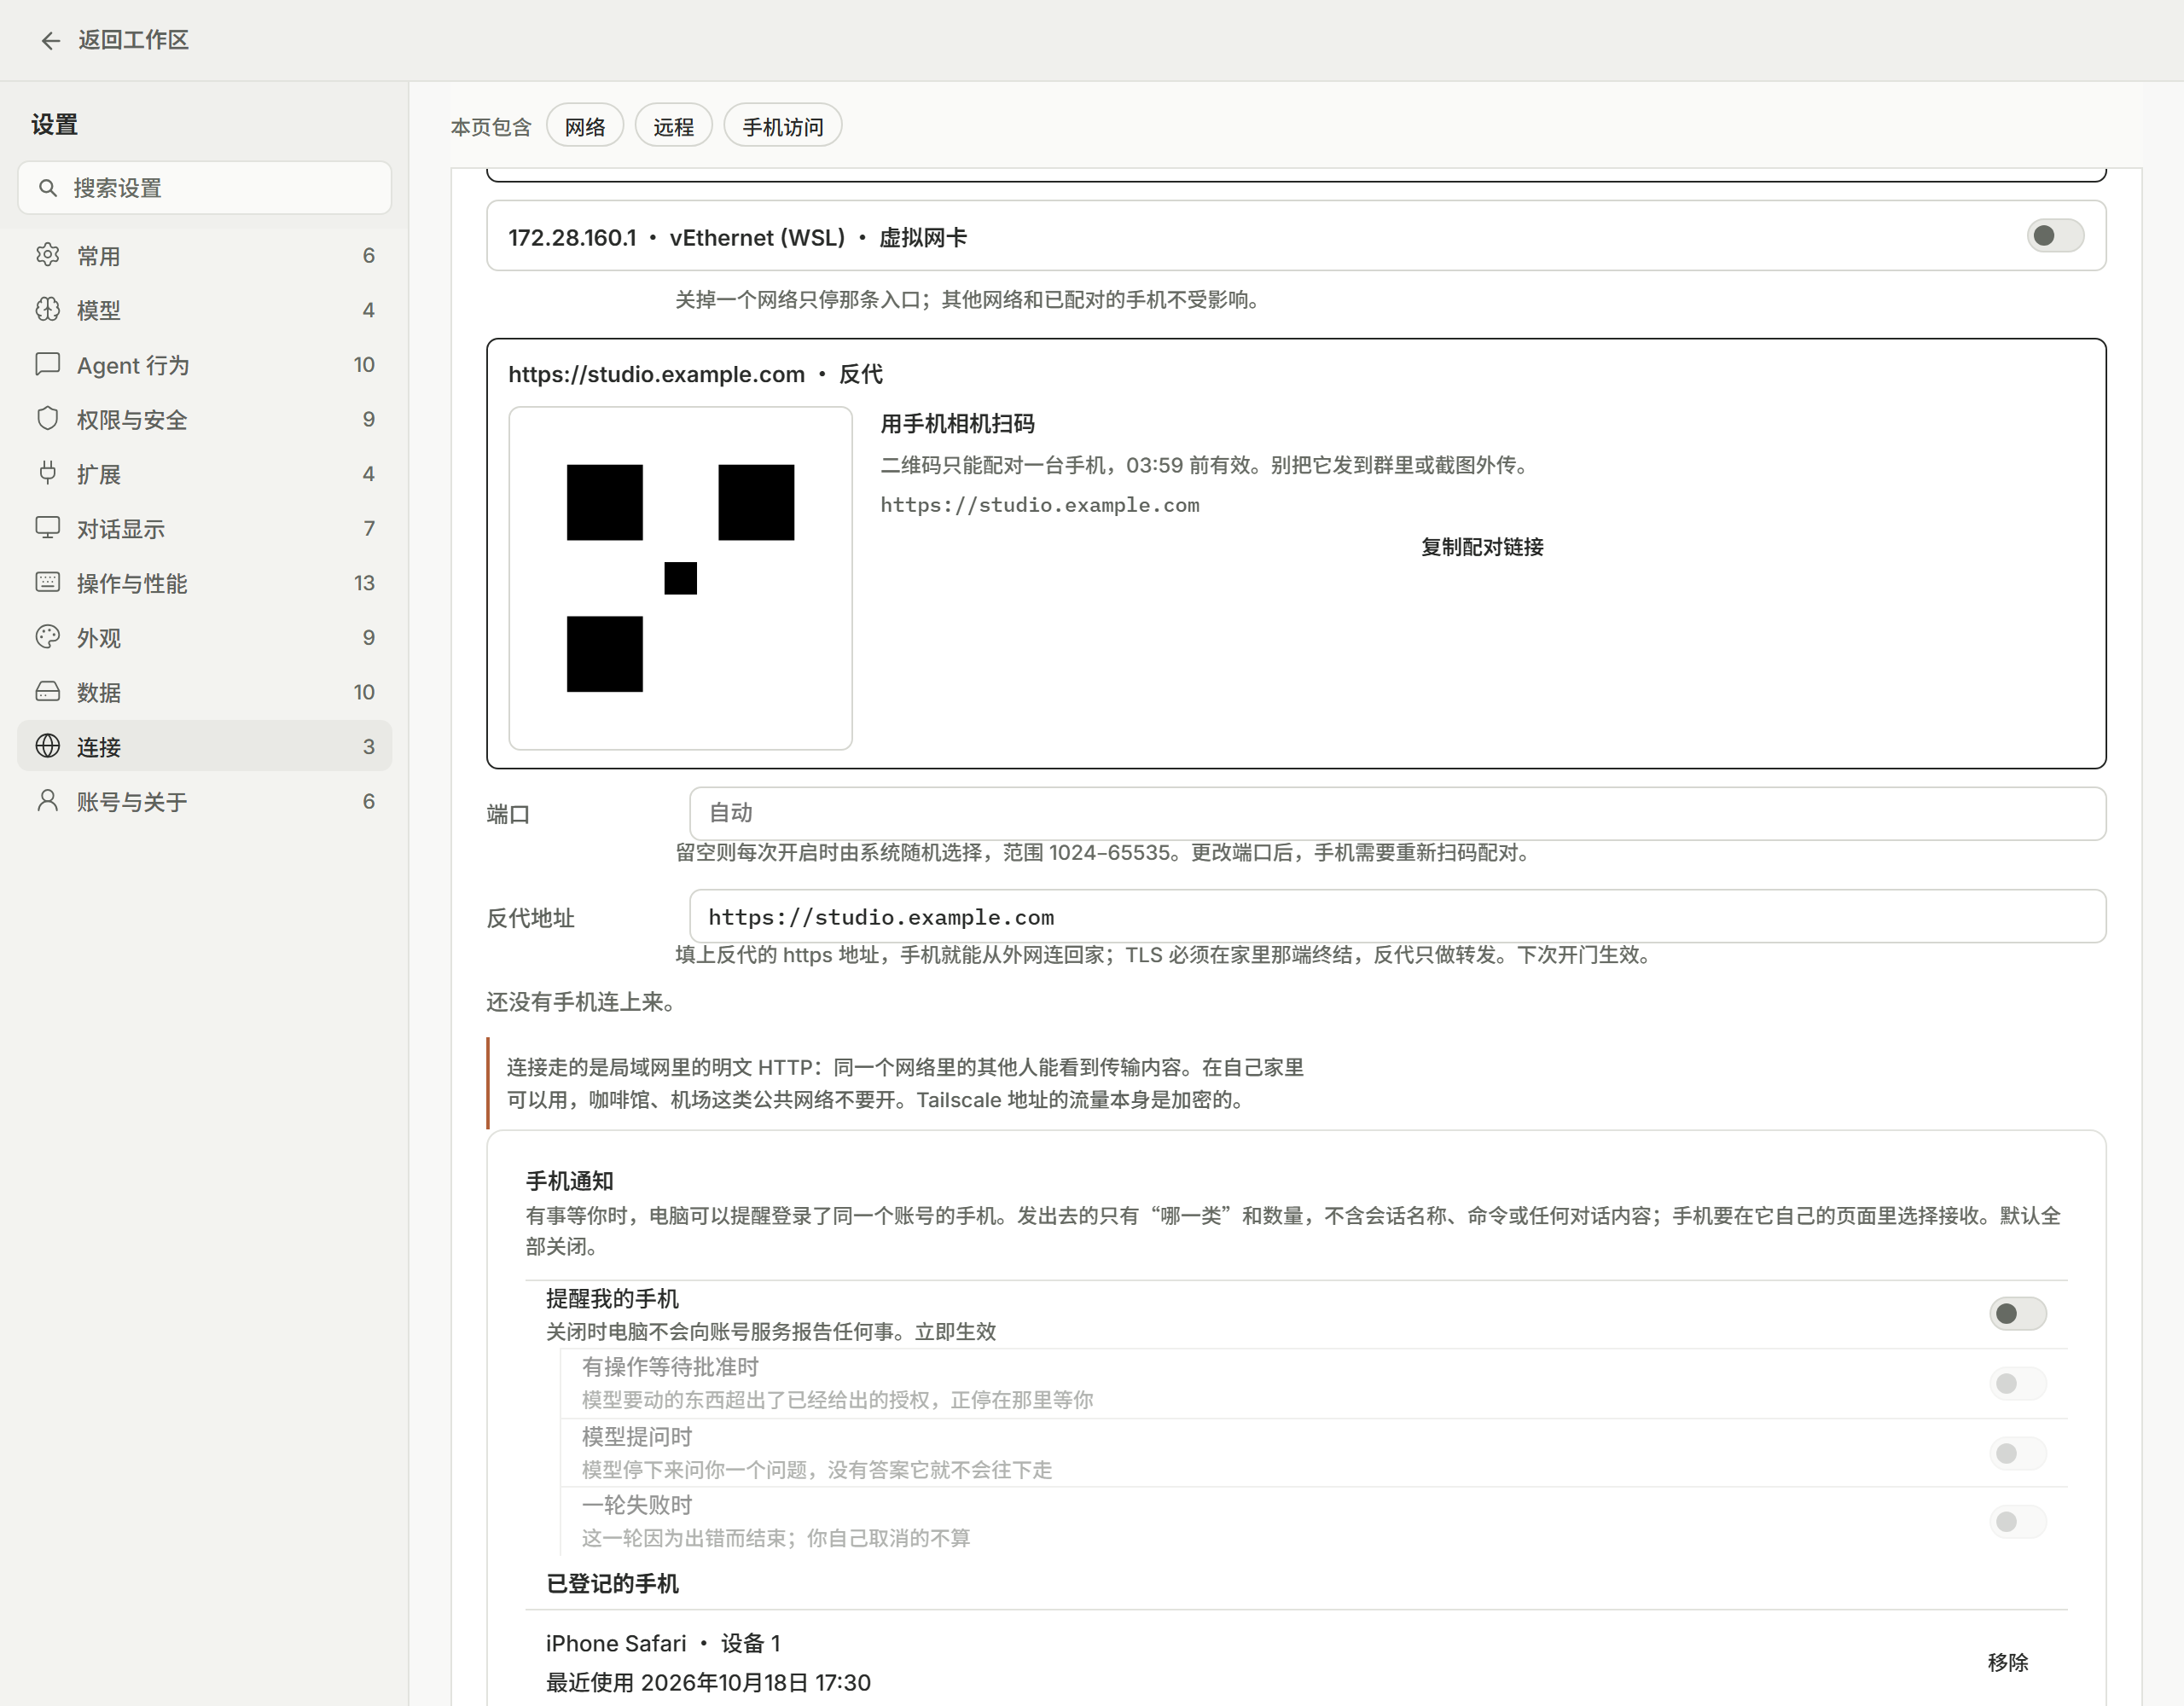 返回工作区
设置
搜索设置
常用 6
模型 4
Agent 行为 10
权限与安全 9
扩展 4
对话显示 7
操作与性能 13
外观 9
数据 10
连接 3
账号与关于 6
本页包含 网络 远程 手机访问
172.28.160.1 · vEthernet (WSL) · 虚拟网卡
关掉一个网络只停那条入口；其他网络和已配对的手机不受影响。
https://studio.example.com · 反代
用手机相机扫码
二维码只能配对一台手机，03:59 前有效。别把它发到群里或截图外传。
https://studio.example.com
复制配对链接
端口 自动
留空则每次开启时由系统随机选择，范围 1024–65535。更改端口后，手机需要重新扫码配对。
反代地址 https://studio.example.com
填上反代的 https 地址，手机就能从外网连回家；TLS 必须在家里那端终结，反代只做转发。下次开门生效。
还没有手机连上来。
连接走的是局域网里的明文 HTTP：同一个网络里的其他人能看到传输内容。在自己家里
可以用，咖啡馆、机场这类公共网络不要开。Tailscale 地址的流量本身是加密的。
手机通知
有事等你时，电脑可以提醒登录了同一个账号的手机。发出去的只有“哪一类”和数量，不含会话名称、命令或任何对话内容；手机要在它自己的页面里选择接收。默认全
部关闭。
提醒我的手机
关闭时电脑不会向账号服务报告任何事。立即生效
有操作等待批准时
模型要动的东西超出了已经给出的授权，正停在那里等你
模型提问时
模型停下来问你一个问题，没有答案它就不会往下走
一轮失败时
这一轮因为出错而结束；你自己取消的不算
已登记的手机
iPhone Safari · 设备 1
最近使用 2026年10月18日 17:30
移除